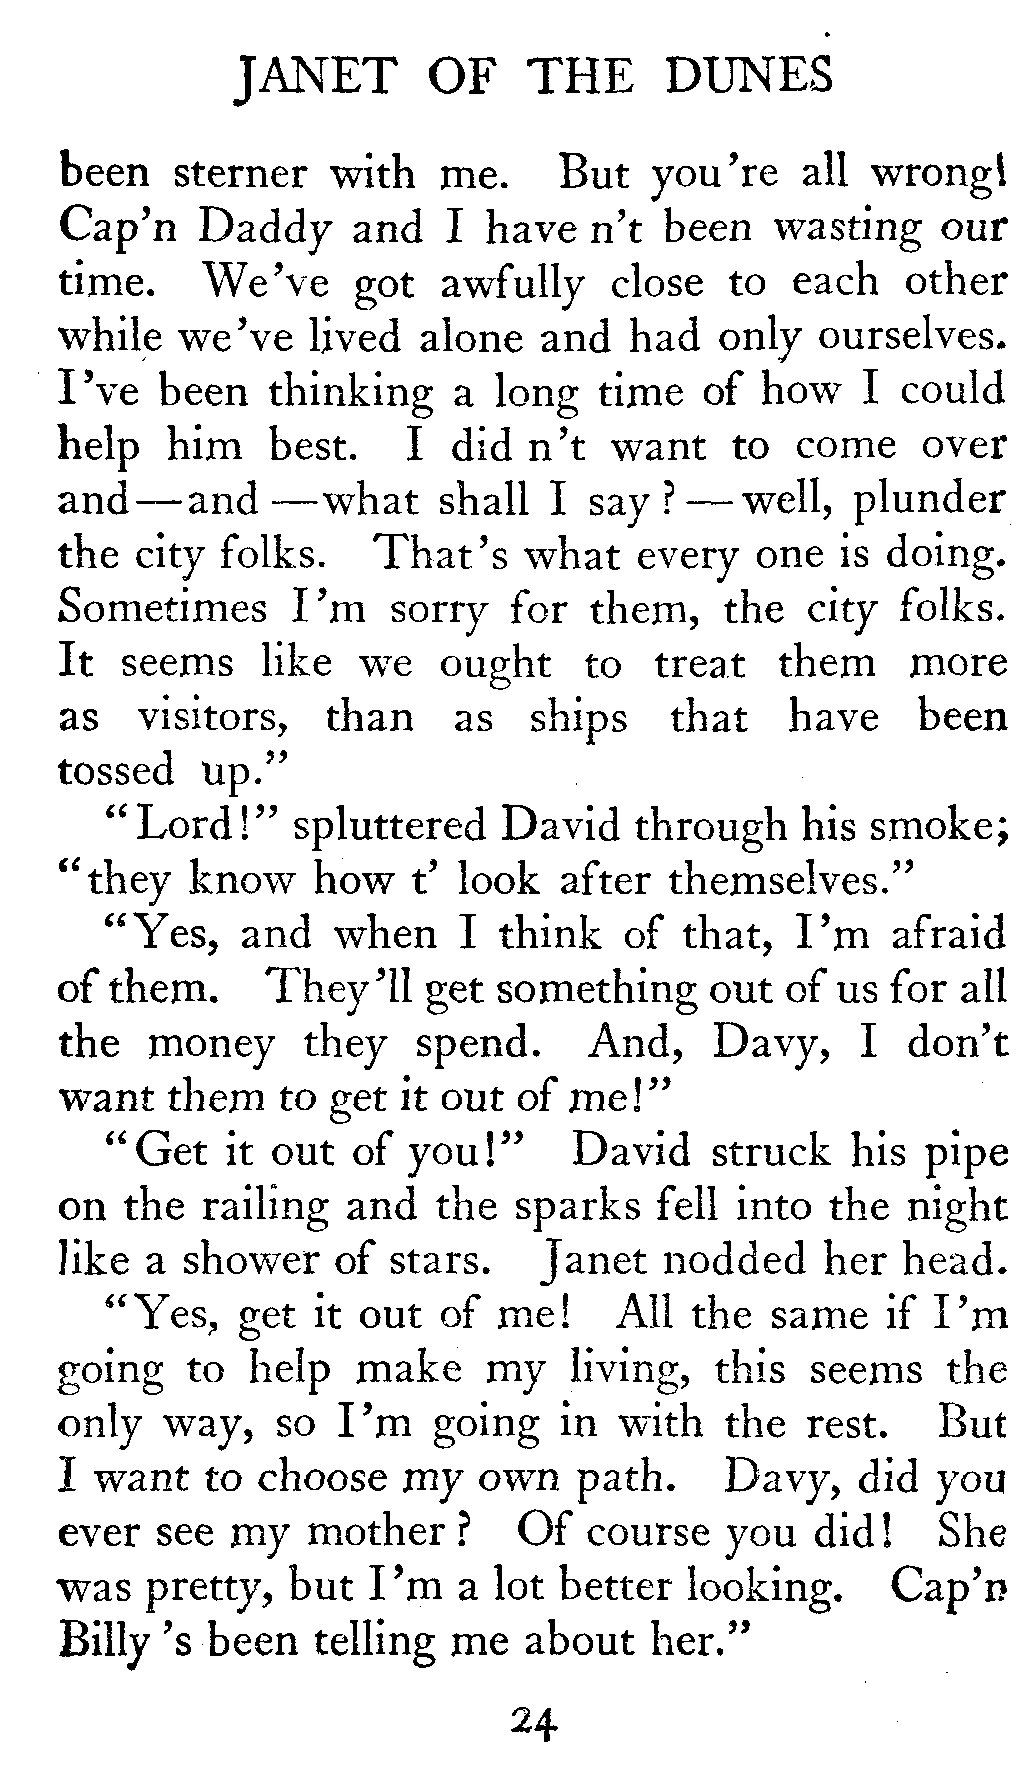 JANET OF THE DUNES
been sterner with me. But you're all wrong!
Cap'n Daddy and I have n't been wasting our
time. We've got awfully close to each other
while we've lived alone and had only ourselves.
I've been thinking a long time of how I could
help him best. I did n't want to come over
and—and—what shall I say?—well, plunder
the city folks. That's what every one is doing.
Sometimes I'm sorry for them, the city folks.
It seems like we ought to treat them more
as visitors, than as ships that have been
tossed up."
"Lord!" spluttered David through his smoke;
"they know how t' look after themselves."
"Yes, and when I think of that, I'm afraid
of them. They'll get something out of us for all
the money they spend. And, Davy, I don't
want them to get it out of me!"
"Get it out of you!" David struck his pipe
on the railing and the sparks fell into the night
like a shower of stars. Janet nodded her head.
"Yes, get it out of me! All the same if I'm
going to help make my living, this seems the
only way, so I'm going in with the rest. But
I want to choose my own path. Davy, did you
ever see my mother? Of course you did! She
was pretty, but I'm a lot better looking. Cap'n
Billy 's been telling me about her."
24